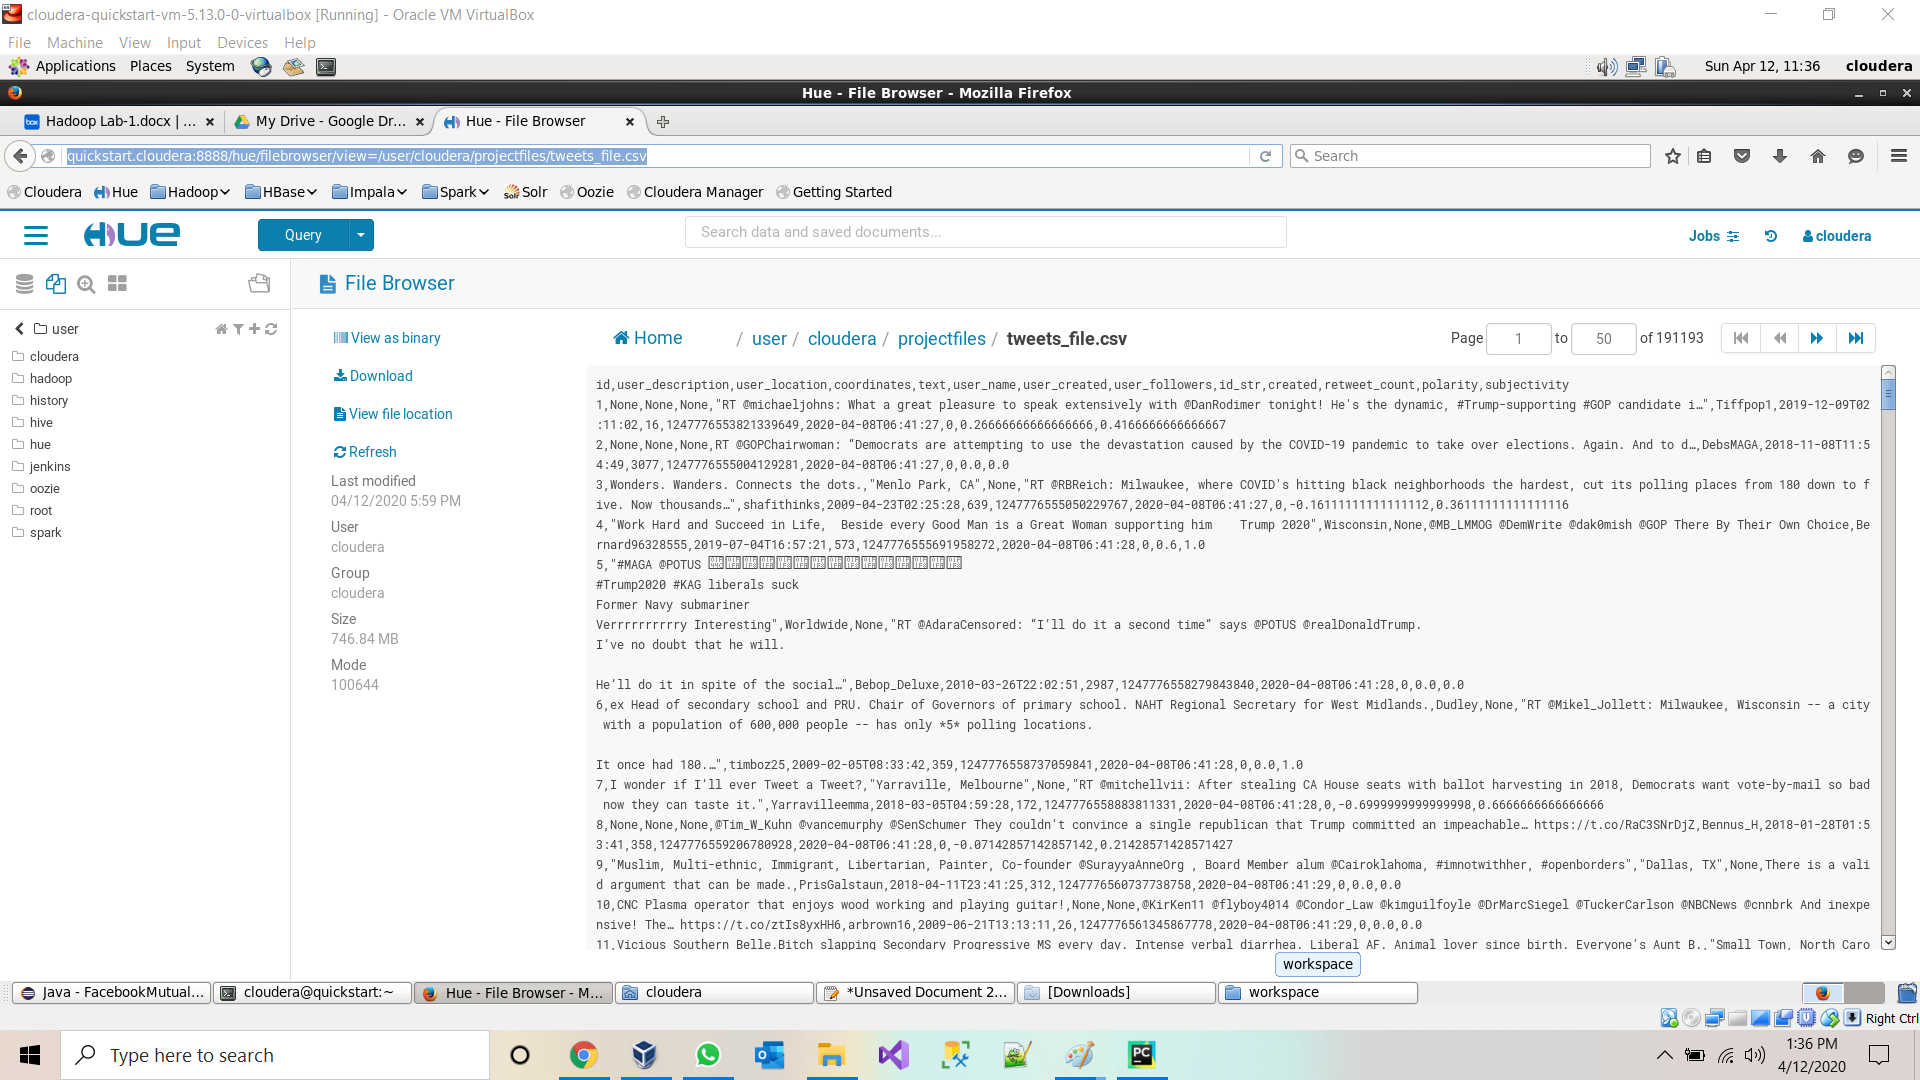 cloudera-quickstart-vm-5.13.0-0-virtualbox [Running] - Oracle VM VirtualBox
File Machine View Input Devices Help
Applications Places System Sun Apr 12, 11:36 cloudera
Hue - File Browser - Mozilla Firefox
Hadoop Lab-1.docx | ... My Drive - Google Dr... Hue - File Browser
quickstart.cloudera:8888/hue/filebrowser/view=/user/cloudera/projectfiles/tweets_file.csv Search
Cloudera Hue Hadoop HBase Impala Spark Solr Oozie Cloudera Manager Getting Started
HUE Query Search data and saved documents... Jobs cloudera
File Browser
user
cloudera
hadoop
history
hive
hue
jenkins
oozie
root
spark
View as binary
Download
View file location
Refresh
Last modified
04/12/2020 5:59 PM
User
cloudera
Group
cloudera
Size
746.84 MB
Mode
100644
Home / user / cloudera / projectfiles / tweets_file.csv Page 1 to 50 of 191193
id,user_description,user_location,coordinates,text,user_name,user_created,user_followers,id_str,created,retweet_count,polarity,subjectivity
1,None,None,None,"RT @michaeljohns: What a great pleasure to speak extensively with @DanRodimer tonight! He's the dynamic, #Trump-supporting #GOP candidate i…",Tiffpop1,2019-12-09T02
:11:02,16,1247776553821339649,2020-04-08T06:41:27,0,0.26666666666666666,0.4166666666666667
2,None,None,None,RT @GOPChairwoman: “Democrats are attempting to use the devastation caused by the COVID-19 pandemic to take over elections. Again. And to d…,DebsMAGA,2018-11-08T11:5
4:49,3077,1247776555004129281,2020-04-08T06:41:27,0,0.0,0.0
3,Wonders. Wanders. Connects the dots.,"Menlo Park, CA",None,"RT @RBReich: Milwaukee, where COVID's hitting black neighborhoods the hardest, cut its polling places from 180 down to f
ive. Now thousands…",shafithinks,2009-04-23T02:25:28,639,1247776555050229767,2020-04-08T06:41:27,0,-0.16111111111111112,0.36111111111111116
4,"Work Hard and Succeed in Life,  Beside every Good Man is a Great Woman supporting him    Trump 2020",Wisconsin,None,@MB_LMMOG @DemWrite @dak0mish @GOP There By Their Own Choice,Be
rnard96328555,2019-07-04T16:57:21,573,1247776555691958272,2020-04-08T06:41:28,0,0.6,1.0
5,"#MAGA @POTUS
#Trump2020 #KAG liberals suck
Former Navy submariner
Verrrrrrrrry Interesting",Worldwide,None,"RT @AdaraCensored: “I’ll do it a second time” says @POTUS @realDonaldTrump.
I’ve no doubt that he will.
He’ll do it in spite of the social…",Bebop_Deluxe,2010-03-26T22:02:51,2987,1247776558279843840,2020-04-08T06:41:28,0,0.0,0.0
6,ex Head of secondary school and PRU. Chair of Governors of primary school. NAHT Regional Secretary for West Midlands.,Dudley,None,"RT @Mikel_Jollett: Milwaukee, Wisconsin -- a city
with a population of 600,000 people -- has only *5* polling locations.
It once had 180.…",timboz25,2009-02-05T08:33:42,359,1247776558737059841,2020-04-08T06:41:28,0,0.0,1.0
7,I wonder if I’ll ever Tweet a Tweet?,"Yarraville, Melbourne",None,"RT @mitchellvii: After stealing CA House seats with ballot harvesting in 2018, Democrats want vote-by-mail so bad
now they can taste it.",Yarravilleemma,2018-03-05T04:59:28,172,1247776558883811331,2020-04-08T06:41:28,0,-0.6999999999999998,0.6666666666666666
8,None,None,None,@Tim_W_Kuhn @vancemurphy @SenSchumer They couldn't convince a single republican that Trump committed an impeachable… https://t.co/RaC3SNrDjZ,Bennus_H,2018-01-28T01:5
3:41,358,1247776559206780928,2020-04-08T06:41:28,0,-0.07142857142857142,0.21428571428571427
9,"Muslim, Multi-ethnic, Immigrant, Libertarian, Painter, Co-founder @SurayyaAnneOrg , Board Member alum @Cairoklahoma, #imnotwithher, #openborders","Dallas, TX",None,There is a vali
d argument that can be made.,PrisGalstaun,2018-04-11T23:41:25,312,1247776560737738758,2020-04-08T06:41:29,0,0.0,0.0
10,CNC Plasma operator that enjoys wood working and playing guitar!,None,None,@KirKen11 @flyboy4014 @Condor_Law @kimguilfoyle @DrMarcSiegel @TuckerCarlson @NBCNews @cnnbrk And inexpe
nsive! The… https://t.co/ztIs8yxHH6,arbrown16,2009-06-21T13:13:11,26,1247776561345867778,2020-04-08T06:41:29,0,0.0,0.0
11,Vicious Southern Belle.Bitch slapping Secondary Progressive MS every day. Intense verbal diarrhea. Liberal AF. Animal lover since birth. Everyone's Aunt B.,"Small Town, North Caro
workspace
Java - FacebookMutual... cloudera@quickstart:~ Hue - File Browser - M... cloudera *Unsaved Document 2... [Downloads] workspace
Right Ctrl
Type here to search
PC
1:36 PM
4/12/2020